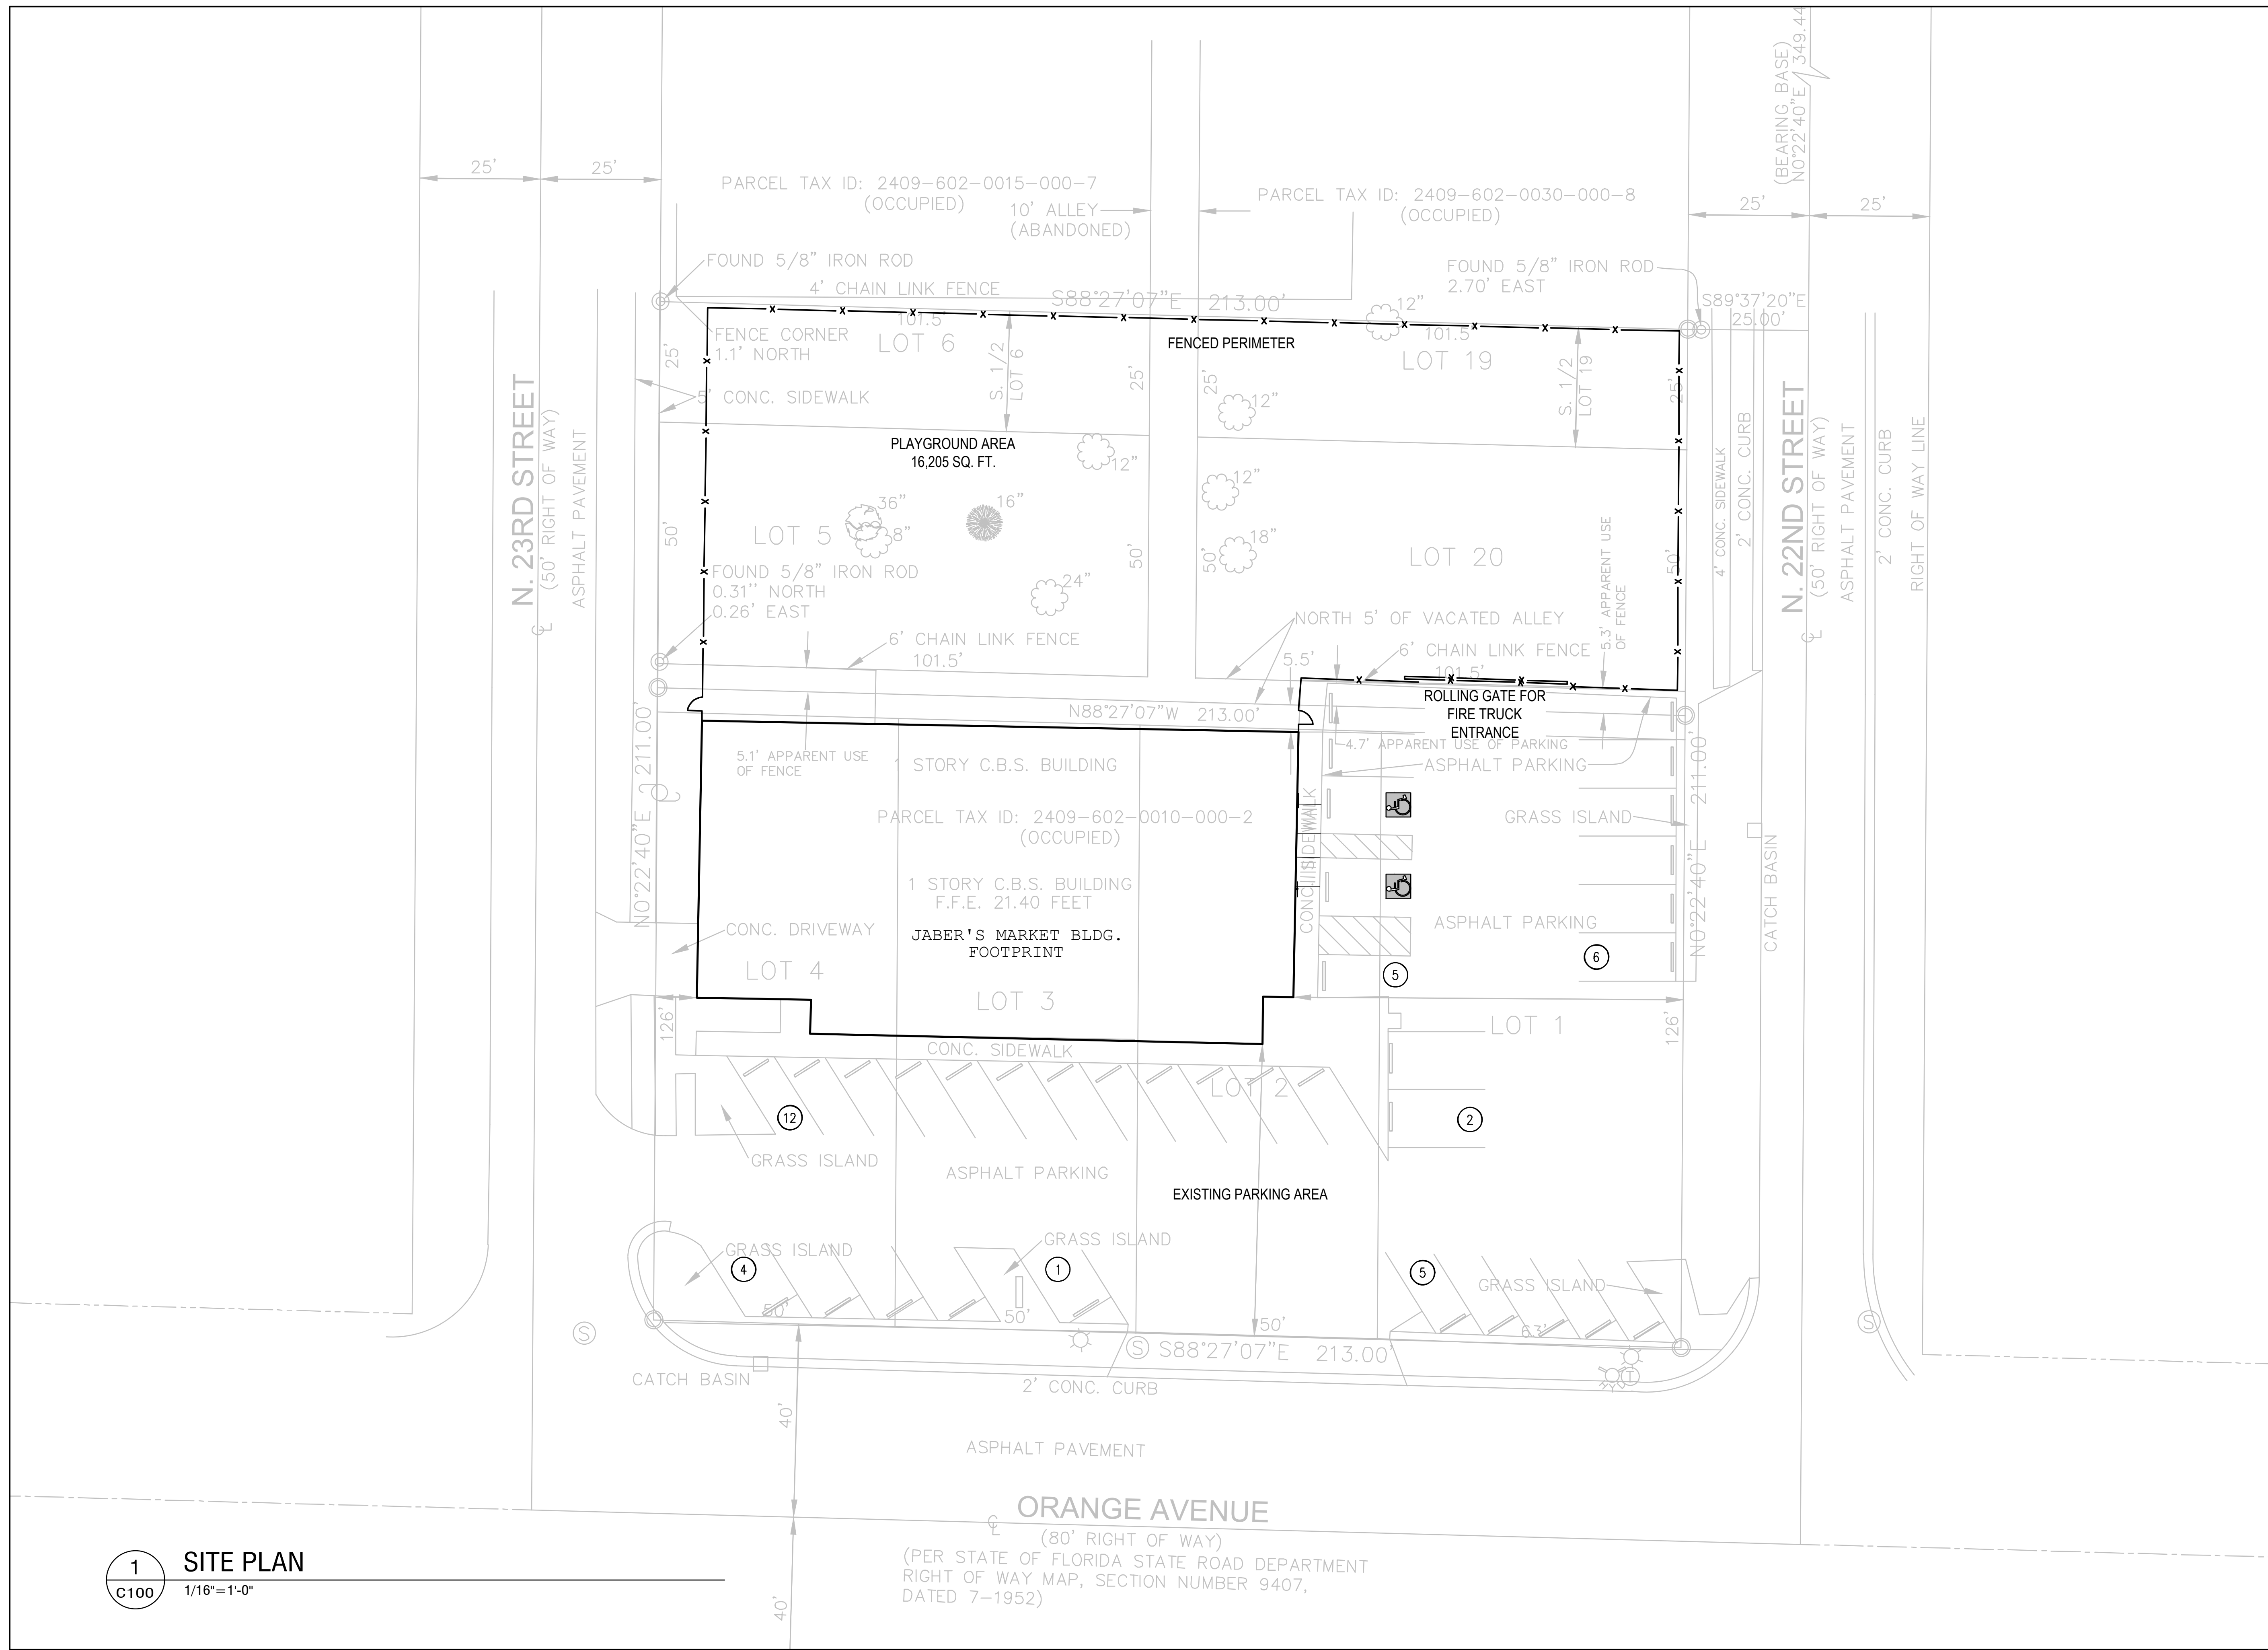 (BEARING BASE)
N0°22'40"E 349.44
25'
25'
25'
25'
PARCEL TAX ID: 2409-602-0015-000-7
(OCCUPIED)
10' ALLEY
(ABANDONED)
PARCEL TAX ID: 2409-602-0030-000-8
(OCCUPIED)
FOUND 5/8" IRON ROD
4' CHAIN LINK FENCE
S88°27'07"E 213.00'
12"
FOUND 5/8" IRON ROD
2.70' EAST
S89°37'20"E
25.00'
FENCE CORNER
1.1' NORTH
101.5'
LOT 6
FENCED PERIMETER
101.5'
LOT 19
25'
S. 1/2
LOT 6
25'
25'
S. 1/2
LOT 19
25'
5' CONC. SIDEWALK
12"
N. 23RD STREET
(50' RIGHT OF WAY)
ASPHALT PAVEMENT
PLAYGROUND AREA
16,205 SQ. FT.
12"
12"
4' CONC. SIDEWALK
2' CONC. CURB
N. 22ND STREET
(50' RIGHT OF WAY)
ASPHALT PAVEMENT
2' CONC. CURB
RIGHT OF WAY LINE
50'
LOT 5
36"
8"
16"
50'
50'
18"
LOT 20
50'
5.3' APPARENT USE
OF FENCE
FOUND 5/8" IRON ROD
0.31'' NORTH
0.26' EAST
24"
NORTH 5' OF VACATED ALLEY
6' CHAIN LINK FENCE
101.5'
5.5'
6' CHAIN LINK FENCE
101.5'
ROLLING GATE FOR
FIRE TRUCK
ENTRANCE
N88°27'07"W 213.00'
4.7' APPARENT USE OF PARKING
ASPHALT PARKING
5.1' APPARENT USE
OF FENCE
1 STORY C.B.S. BUILDING
PARCEL TAX ID: 2409-602-0010-000-2
(OCCUPIED)
GRASS ISLAND
N0°22'40"E 211.00'
N0°22'40"E 211.00'
CATCH BASIN
1 STORY C.B.S. BUILDING
F.F.E. 21.40 FEET
CONC. DRIVEWAY
JABER'S MARKET BLDG.
FOOTPRINT
ASPHALT PARKING
5
6
LOT 4
LOT 3
LOT 1
126'
126'
CONC. SIDEWALK
LOT 2
12
2
GRASS ISLAND
ASPHALT PARKING
EXISTING PARKING AREA
GRASS ISLAND
4
GRASS ISLAND
1
5
GRASS ISLAND
50'
50'
50'
63'
S
S
S88°27'07"E 213.00'
S
T
CATCH BASIN
2' CONC. CURB
40'
ASPHALT PAVEMENT
ORANGE AVENUE
(80' RIGHT OF WAY)
(PER STATE OF FLORIDA STATE ROAD DEPARTMENT
RIGHT OF WAY MAP, SECTION NUMBER 9407,
DATED 7-1952)
40'
1
C100
SITE PLAN
1/16"=1'-0"